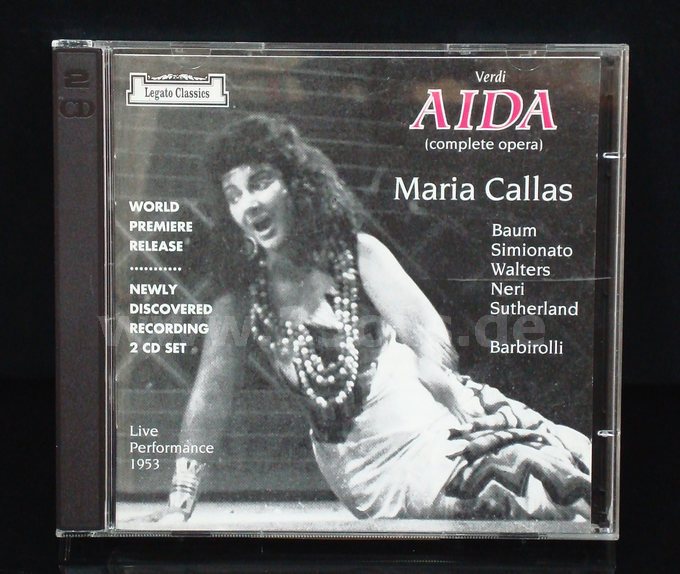 2
CD
Legato Classics
Verdi
AIDA
(complete opera)
Maria Callas
Baum
Simionato
Walters
Neri
Sutherland
Barbirolli
WORLD
PREMIERE
RELEASE
...........
NEWLY
DISCOVERED
RECORDING
2 CD SET
Live
Performance
1953